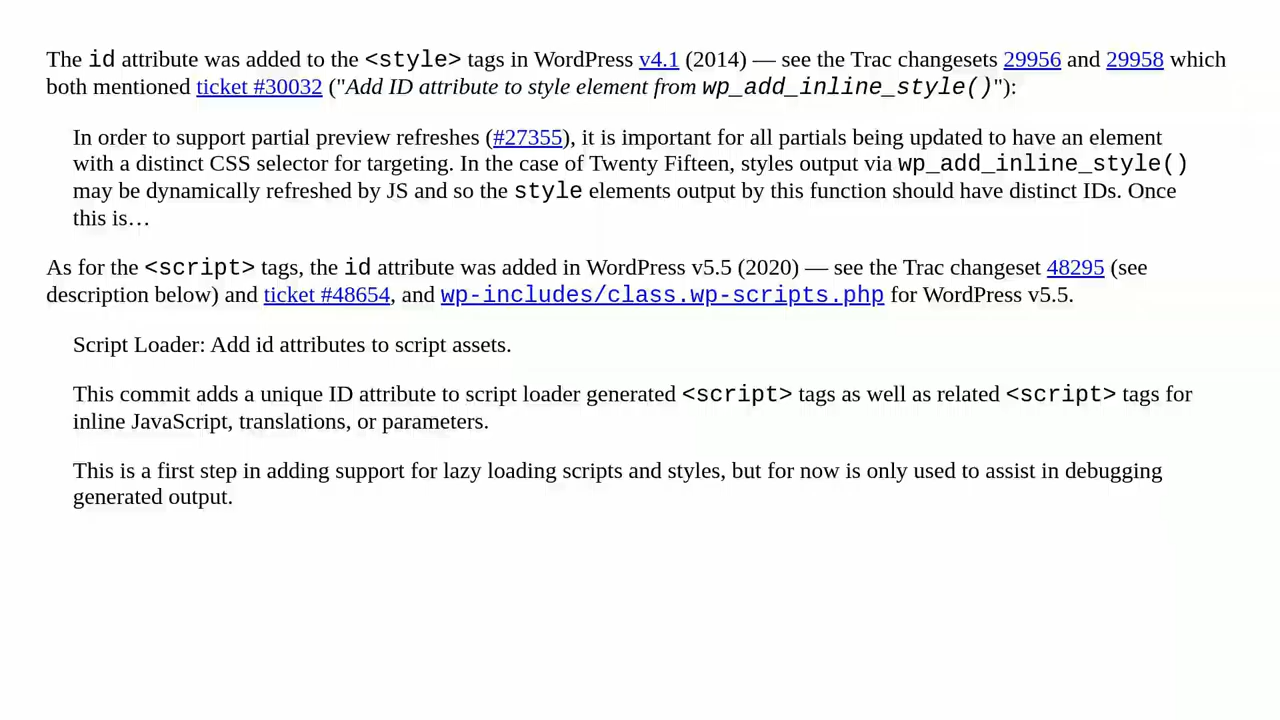 The id attribute was added to the <style> tags in WordPress v4.1 (2014) — see the Trac changesets 29956 and 29958 which
both mentioned ticket #30032 ("Add ID attribute to style element from wp_add_inline_style()"):
In order to support partial preview refreshes (#27355), it is important for all partials being updated to have an element
with a distinct CSS selector for targeting. In the case of Twenty Fifteen, styles output via wp_add_inline_style()
may be dynamically refreshed by JS and so the style elements output by this function should have distinct IDs. Once
this is…
As for the <script> tags, the id attribute was added in WordPress v5.5 (2020) — see the Trac changeset 48295 (see
description below) and ticket #48654, and wp-includes/class.wp-scripts.php for WordPress v5.5.
Script Loader: Add id attributes to script assets.
This commit adds a unique ID attribute to script loader generated <script> tags as well as related <script> tags for
inline JavaScript, translations, or parameters.
This is a first step in adding support for lazy loading scripts and styles, but for now is only used to assist in debugging
generated output.